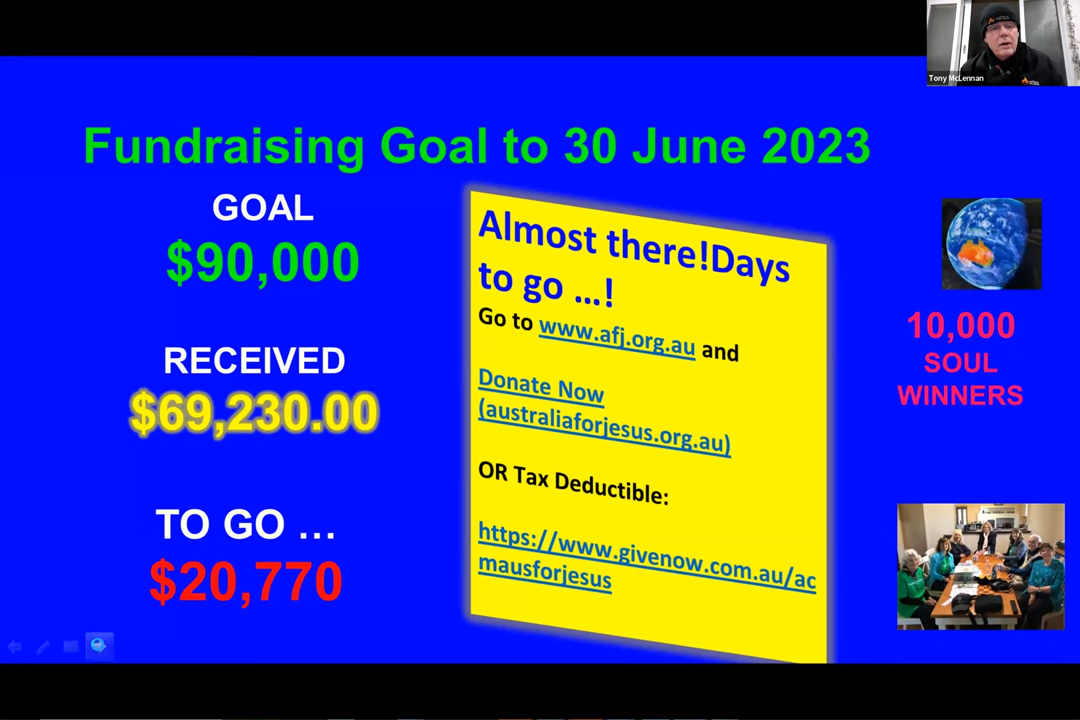 Tony McLennan
Fundraising Goal to 30 June 2023
GOAL
$90,000
RECEIVED
$69,230.00
TO GO ...
$20,770
Almost there!Days
to go ...!
Go to www.afj.org.au and
Donate Now
(australiaforjesus.org.au)
OR Tax Deductible:
https://www.givenow.com.au/ac
mausforjesus
10,000
SOUL
WINNERS